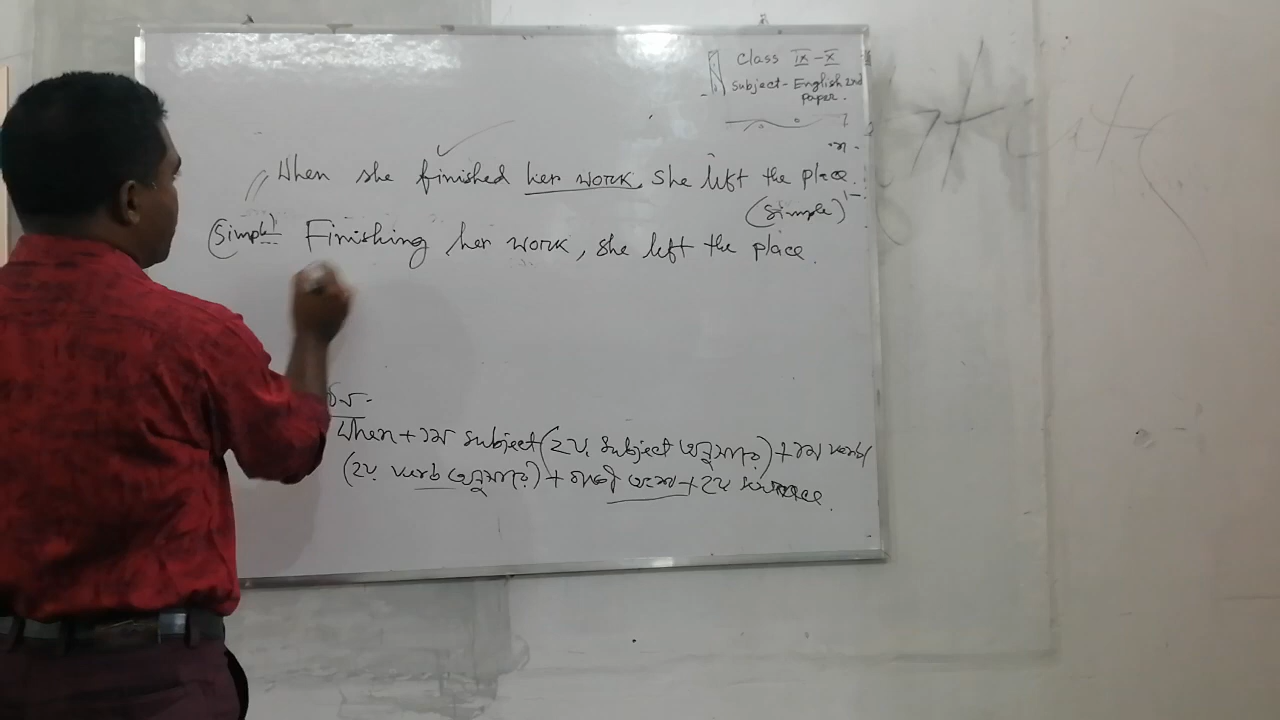 Class IX-X
Subject- English 2nd
Paper.
When she finished her work, she left the place.
(Simple)
(Simple) Finishing her work, she left the place.
When + ১ম subject (২য় subject অনুসারে) + ১ম verb
(২য় verb অনুসারে) + বাকী অংশ + ২য়